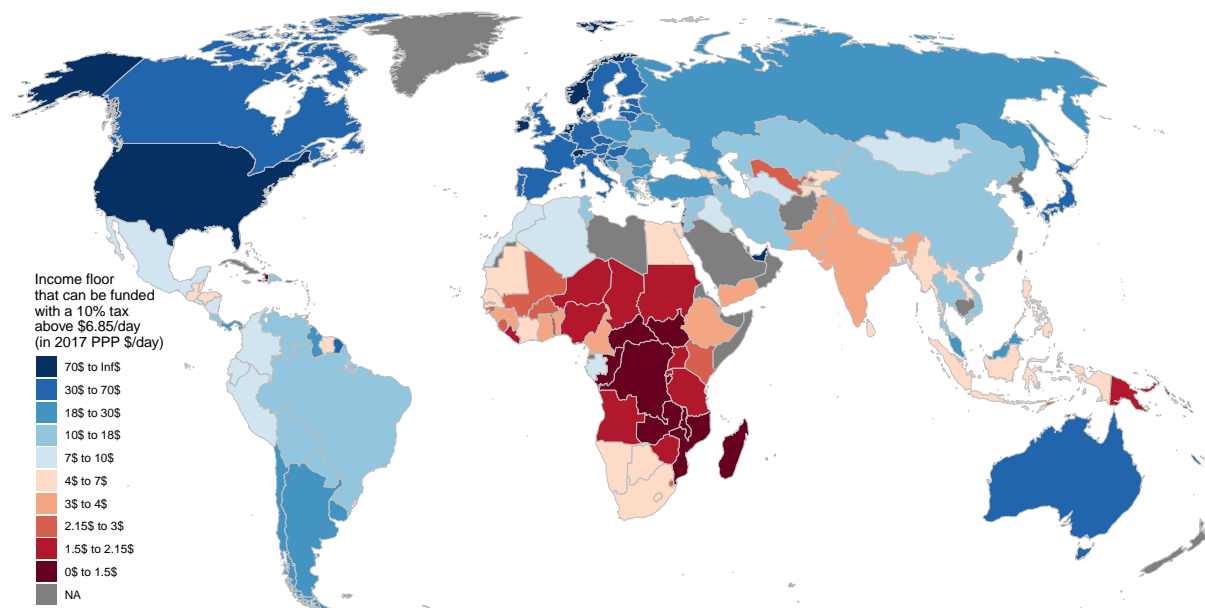 Income floor
that can be funded
with a 10% tax
above $6.85/day
(in 2017 PPP $/day)
70$ to Inf$
30$ to 70$
18$ to 30$
10$ to 18$
7$ to 10$
4$ to 7$
3$ to 4$
2.15$ to 3$
1.5$ to 2.15$
0$ to 1.5$
NA